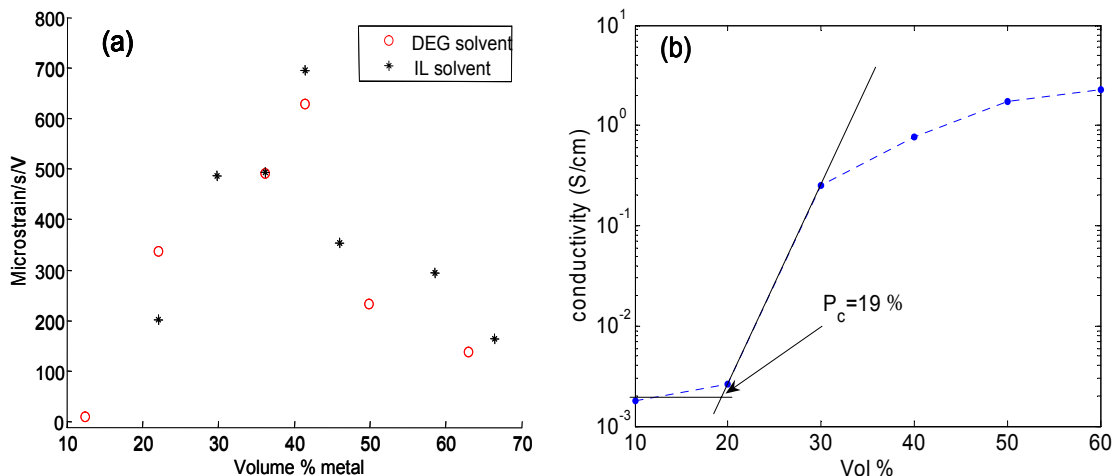 (a)
DEG solvent
IL solvent
800
700
600
500
400
300
200
100
0
10 20 30 40 50 60 70
Volume % metal
Microstrain/s/V
(b)
10^1
10^0
10^-1
10^-2
10^-3
10 20 30 40 50 60
Vol %
conductivity (S/cm)
P_c=19 %